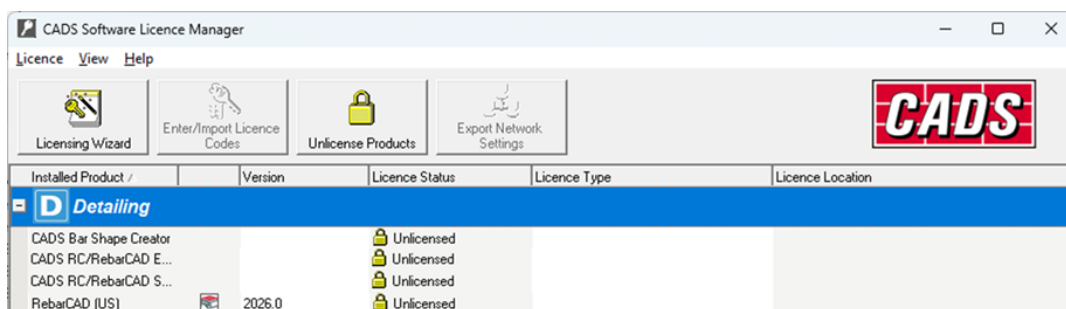 CADS Software Licence Manager
Licence View Help
Licensing Wizard
Enter/Import Licence
Codes
Unlicense Products
Export Network
Settings
CADS
Installed Product / Version Licence Status Licence Type Licence Location
D Detailing
CADS Bar Shape Creator Unlicensed
CADS RC/RebarCAD E... Unlicensed
CADS RC/RebarCAD S... Unlicensed
RebarCAD (US) 2026.0 Unlicensed